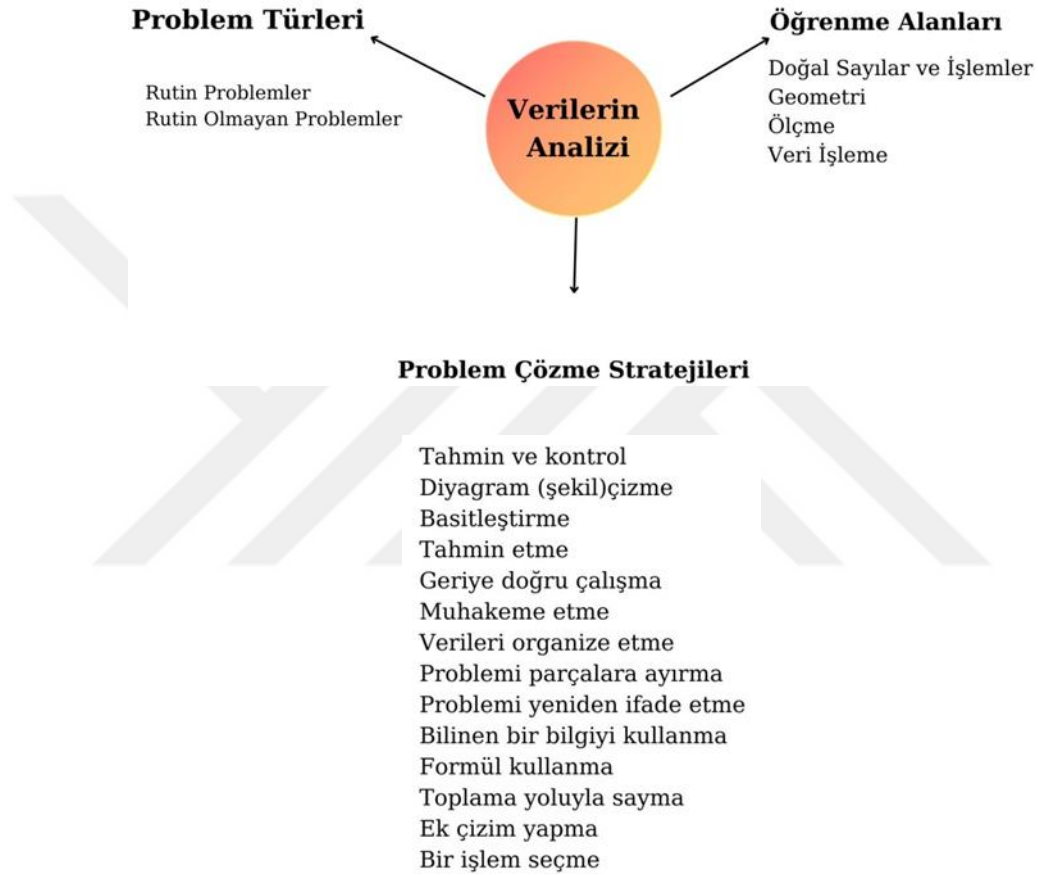 Problem Türleri
Rutin Problemler
Rutin Olmayan Problemler
Verilerin
Analizi
Öğrenme Alanları
Doğal Sayılar ve İşlemler
Geometri
Ölçme
Veri İşleme
Problem Çözme Stratejileri
Tahmin ve kontrol
Diyagram (şekil)çizme
Basitleştirme
Tahmin etme
Geriye doğru çalışma
Muhakeme etme
Verileri organize etme
Problemi parçalara ayırma
Problemi yeniden ifade etme
Bilinen bir bilgiyi kullanma
Formül kullanma
Toplama yoluyla sayma
Ek çizim yapma
Bir işlem seçme